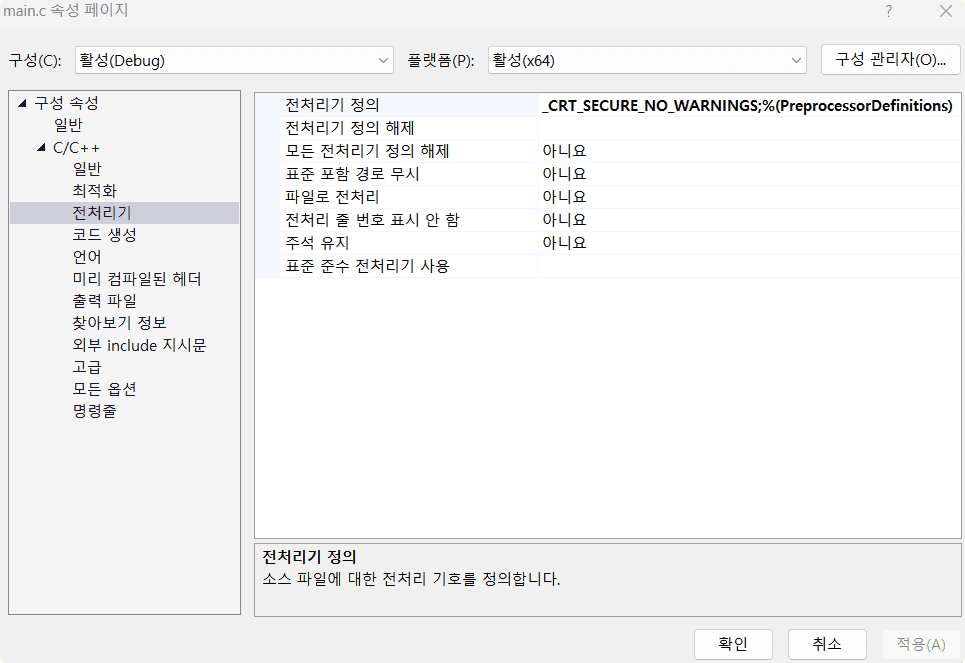 main.c 속성 페이지
?
구성(C):
활성(Debug)
플랫폼(P):
활성(x64)
구성 관리자(O)...
구성 속성
일반
C/C++
일반
최적화
전처리기
코드 생성
언어
미리 컴파일된 헤더
출력 파일
찾아보기 정보
외부 include 지시문
고급
모든 옵션
명령줄
전처리기 정의 _CRT_SECURE_NO_WARNINGS;%(PreprocessorDefinitions)
전처리기 정의 해제
모든 전처리기 정의 해제 아니요
표준 포함 경로 무시 아니요
파일로 전처리 아니요
전처리 줄 번호 표시 안 함 아니요
주석 유지 아니요
표준 준수 전처리기 사용
전처리기 정의
소스 파일에 대한 전처리 기호를 정의합니다.
확인
취소
적용(A)